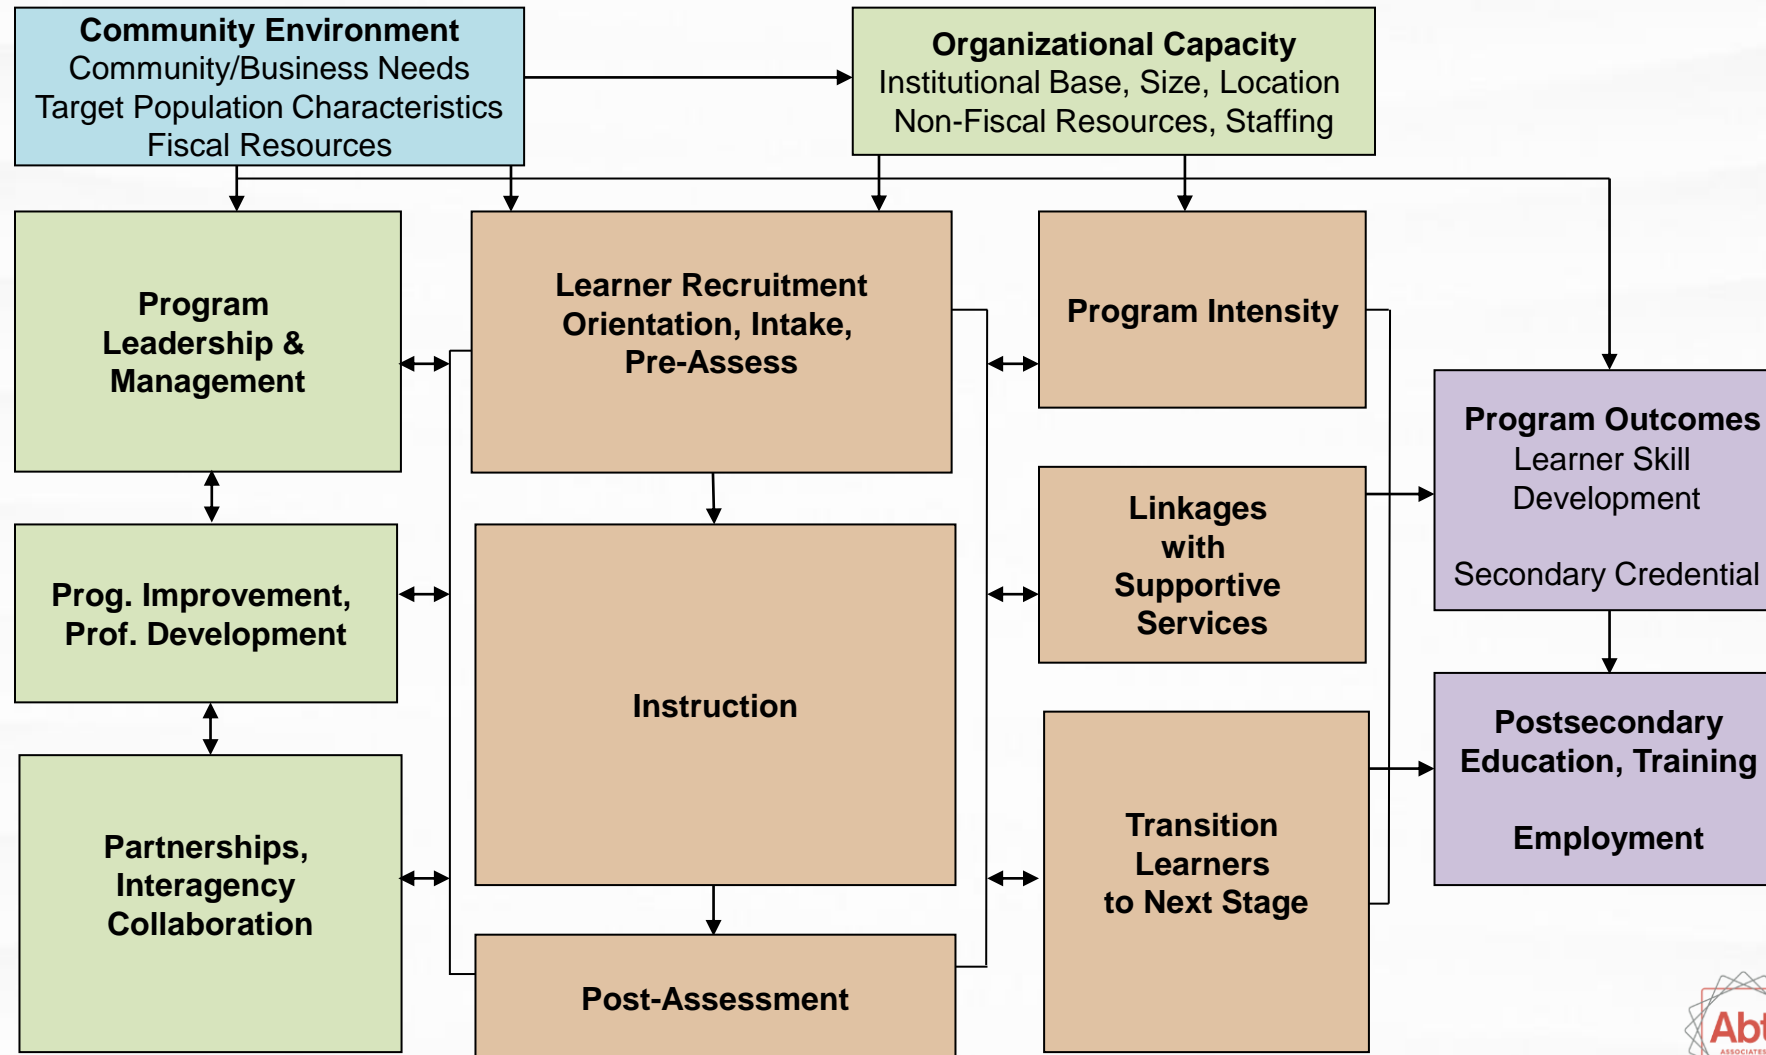 Community Environment
Community/Business Needs
Target Population Characteristics
Fiscal Resources
Organizational Capacity
Institutional Base, Size, Location
Non-Fiscal Resources, Staffing
Program
Leadership &
Management
Learner Recruitment
Orientation, Intake,
Pre-Assess
Program Intensity
Program Outcomes
Learner Skill
Development
Secondary Credential
Prog. Improvement,
Prof. Development
Instruction
Linkages
with
Supportive
Services
Postsecondary
Education, Training
Employment
Partnerships,
Interagency
Collaboration
Post-Assessment
Transition
Learners
to Next Stage
Abt
ASSOCIATES